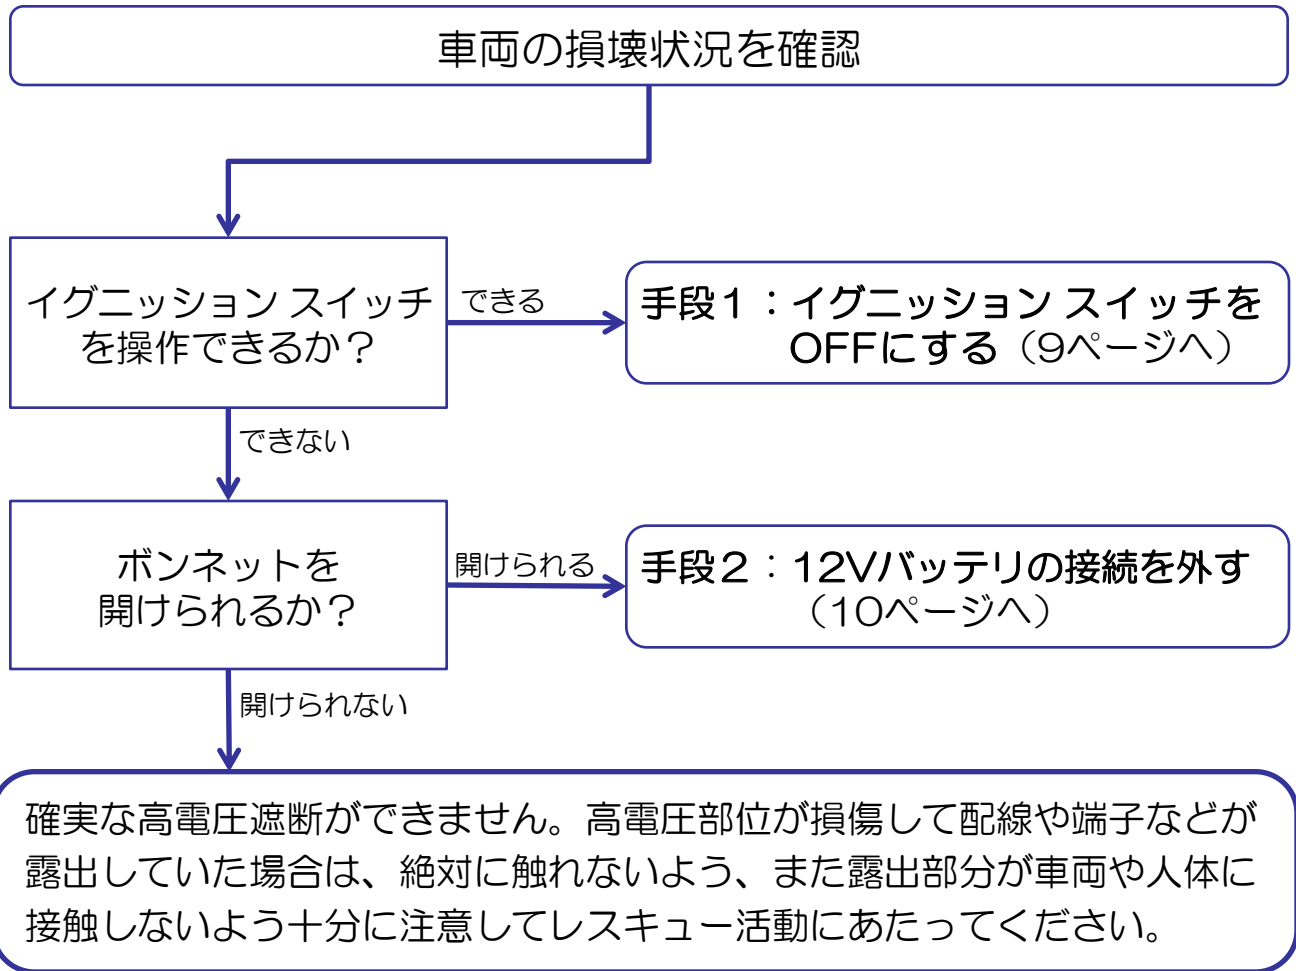 車両の損壊状況を確認
イグニッション スイッチ
を操作できるか？
できる
手段１：イグニッション スイッチを
OFFにする（9ページへ）
できない
ボンネットを
開けられるか？
開けられる
手段２：12Vバッテリの接続を外す
（10ページへ）
開けられない
確実な高電圧遮断ができません。高電圧部位が損傷して配線や端子などが
露出していた場合は、絶対に触れないよう、また露出部分が車両や人体に
接触しないよう十分に注意してレスキュー活動にあたってください。